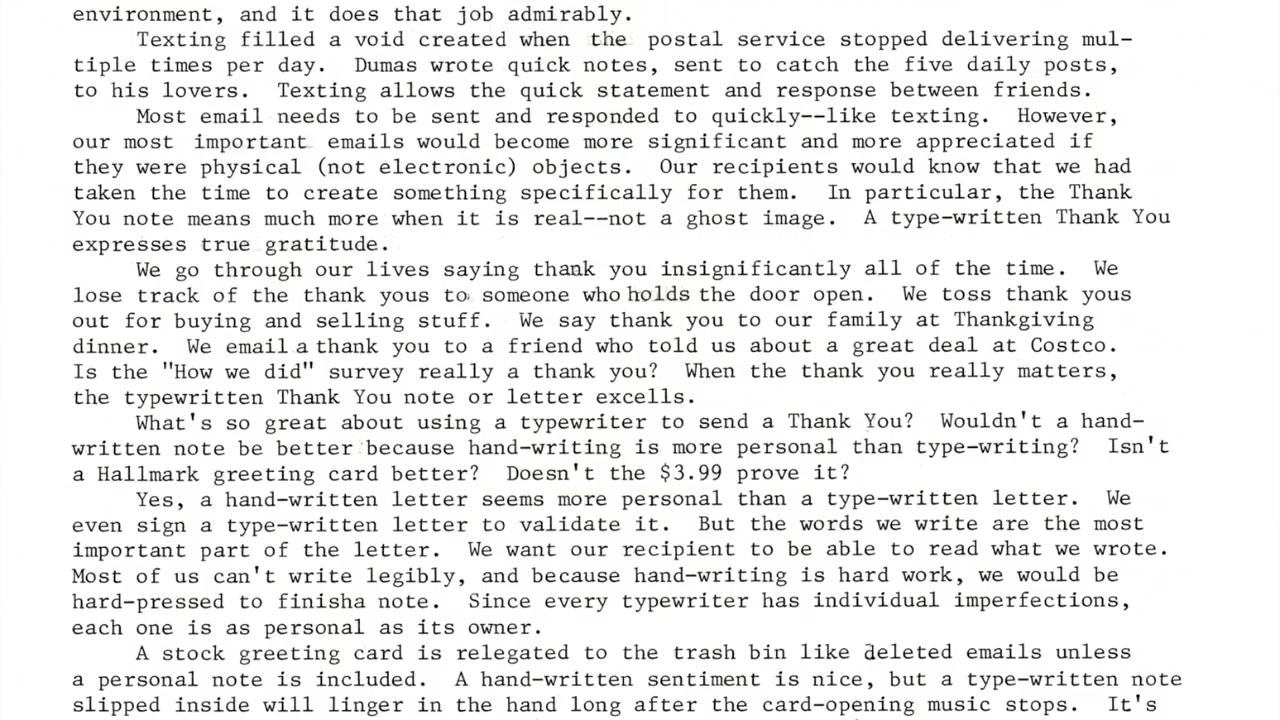 environment, and it does that job admirably.
Texting filled a void created when the postal service stopped delivering mul-
tiple times per day.  Dumas wrote quick notes, sent to catch the five daily posts,
to his lovers.  Texting allows the quick statement and response between friends.
Most email needs to be sent and responded to quickly--like texting.  However,
our most important emails would become more significant and more appreciated if
they were physical (not electronic) objects.  Our recipients would know that we had
taken the time to create something specifically for them.  In particular, the Thank
You note means much more when it is real--not a ghost image.  A type-written Thank You
expresses true gratitude.
We go through our lives saying thank you insignificantly all of the time.  We
lose track of the thank yous to someone who holds the door open.  We toss thank yous
out for buying and selling stuff.  We say thank you to our family at Thankgiving
dinner.  We email a thank you to a friend who told us about a great deal at Costco.
Is the "How we did" survey really a thank you?  When the thank you really matters,
the typewritten Thank You note or letter excells.
What's so great about using a typewriter to send a Thank You?  Wouldn't a hand-
written note be better because hand-writing is more personal than type-writing?  Isn't
a Hallmark greeting card better?  Doesn't the $3.99 prove it?
Yes, a hand-written letter seems more personal than a type-written letter.  We
even sign a type-written letter to validate it.  But the words we write are the most
important part of the letter.  We want our recipient to be able to read what we wrote.
Most of us can't write legibly, and because hand-writing is hard work, we would be
hard-pressed to finisha note.  Since every typewriter has individual imperfections,
each one is as personal as its owner.
A stock greeting card is relegated to the trash bin like deleted emails unless
a personal note is included.  A hand-written sentiment is nice, but a type-written note
slipped inside will linger in the hand long after the card-opening music stops.  It's